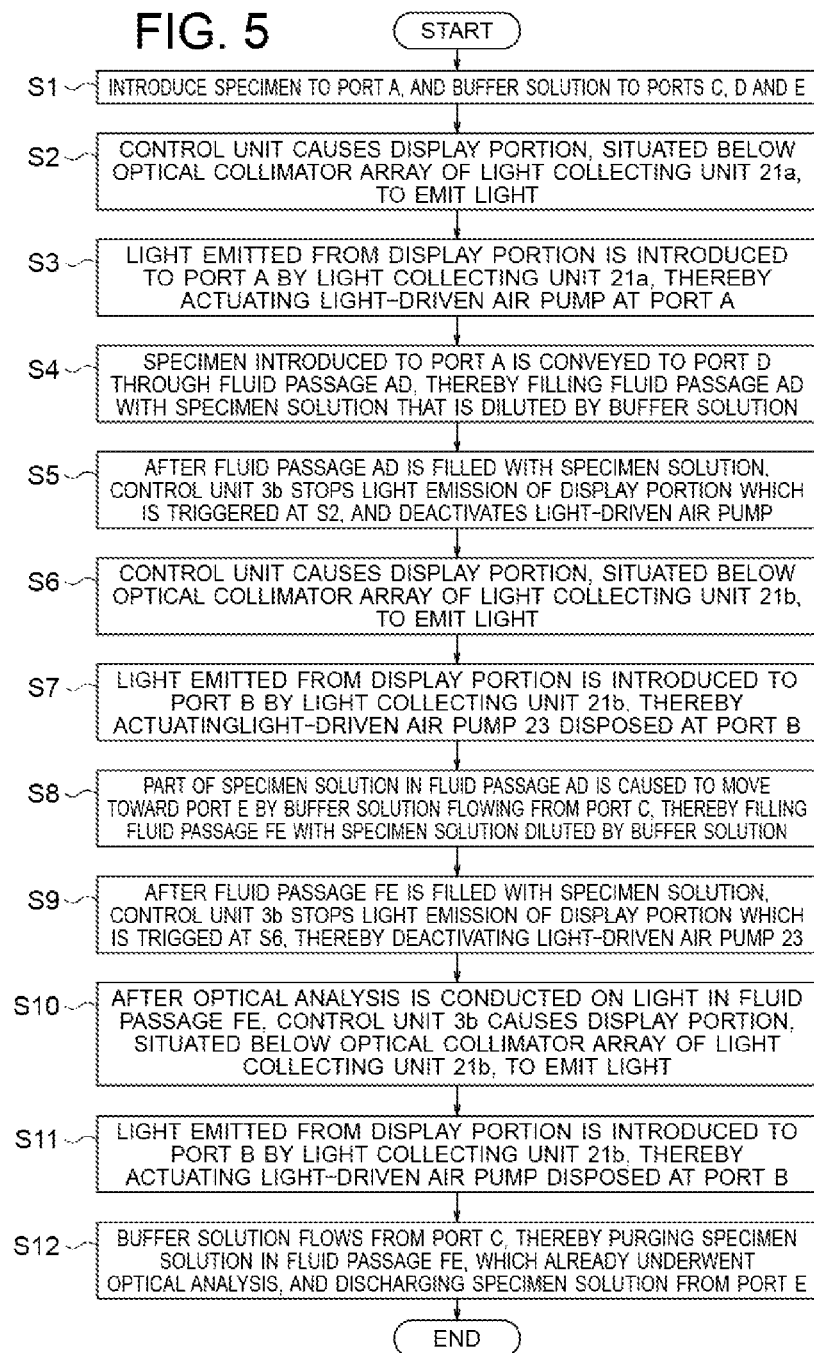 FIG. 5
START
S1
INTRODUCE SPECIMEN TO PORT A, AND BUFFER SOLUTION TO PORTS C, D AND E
S2
CONTROL UNIT CAUSES DISPLAY PORTION, SITUATED BELOW
OPTICAL COLLIMATOR ARRAY OF LIGHT COLLECTING UNIT 21a,
TO EMIT LIGHT
S3
LIGHT EMITTED FROM DISPLAY PORTION IS INTRODUCED
TO PORT A BY LIGHT COLLECTING UNIT 21a, THEREBY
ACTUATING LIGHT-DRIVEN AIR PUMP AT PORT A
S4
SPECIMEN INTRODUCED TO PORT A IS CONVEYED TO PORT D
THROUGH FLUID PASSAGE AD, THEREBY FILLING FLUID PASSAGE AD
WITH SPECIMEN SOLUTION THAT IS DILUTED BY BUFFER SOLUTION
S5
AFTER FLUID PASSAGE AD IS FILLED WITH SPECIMEN SOLUTION,
CONTROL UNIT 3b STOPS LIGHT EMISSION OF DISPLAY PORTION WHICH
IS TRIGGERED AT S2, AND DEACTIVATES LIGHT-DRIVEN AIR PUMP
S6
CONTROL UNIT CAUSES DISPLAY PORTION, SITUATED BELOW
OPTICAL COLLIMATOR ARRAY OF LIGHT COLLECTING UNIT 21b,
TO EMIT LIGHT
S7
LIGHT EMITTED FROM DISPLAY PORTION IS INTRODUCED TO
PORT B BY LIGHT COLLECTING UNIT 21b, THEREBY
ACTUATINGLIGHT-DRIVEN AIR PUMP 23 DISPOSED AT PORT B
S8
PART OF SPECIMEN SOLUTION IN FLUID PASSAGE AD IS CAUSED TO MOVE
TOWARD PORT E BY BUFFER SOLUTION FLOWING FROM PORT C, THEREBY FILLING
FLUID PASSAGE FE WITH SPECIMEN SOLUTION DILUTED BY BUFFER SOLUTION
S9
AFTER FLUID PASSAGE FE IS FILLED WITH SPECIMEN SOLUTION,
CONTROL UNIT 3b STOPS LIGHT EMISSION OF DISPLAY PORTION WHICH
IS TRIGGED AT S6, THEREBY DEACTIVATING LIGHT-DRIVEN AIR PUMP 23
S10
AFTER OPTICAL ANALYSIS IS CONDUCTED ON LIGHT IN FLUID
PASSAGE FE, CONTROL UNIT 3b CAUSES DISPLAY PORTION,
SITUATED BELOW OPTICAL COLLIMATOR ARRAY OF LIGHT
COLLECTING UNIT 21b, TO EMIT LIGHT
S11
LIGHT EMITTED FROM DISPLAY PORTION IS INTRODUCED TO
PORT B BY LIGHT COLLECTING UNIT 21b, THEREBY
ACTUATING LIGHT-DRIVEN AIR PUMP DISPOSED AT PORT B
S12
BUFFER SOLUTION FLOWS FROM PORT C, THEREBY PURGING SPECIMEN
SOLUTION IN FLUID PASSAGE FE, WHICH ALREADY UNDERWENT
OPTICAL ANALYSIS, AND DISCHARGING SPECIMEN SOLUTION FROM PORT E
END